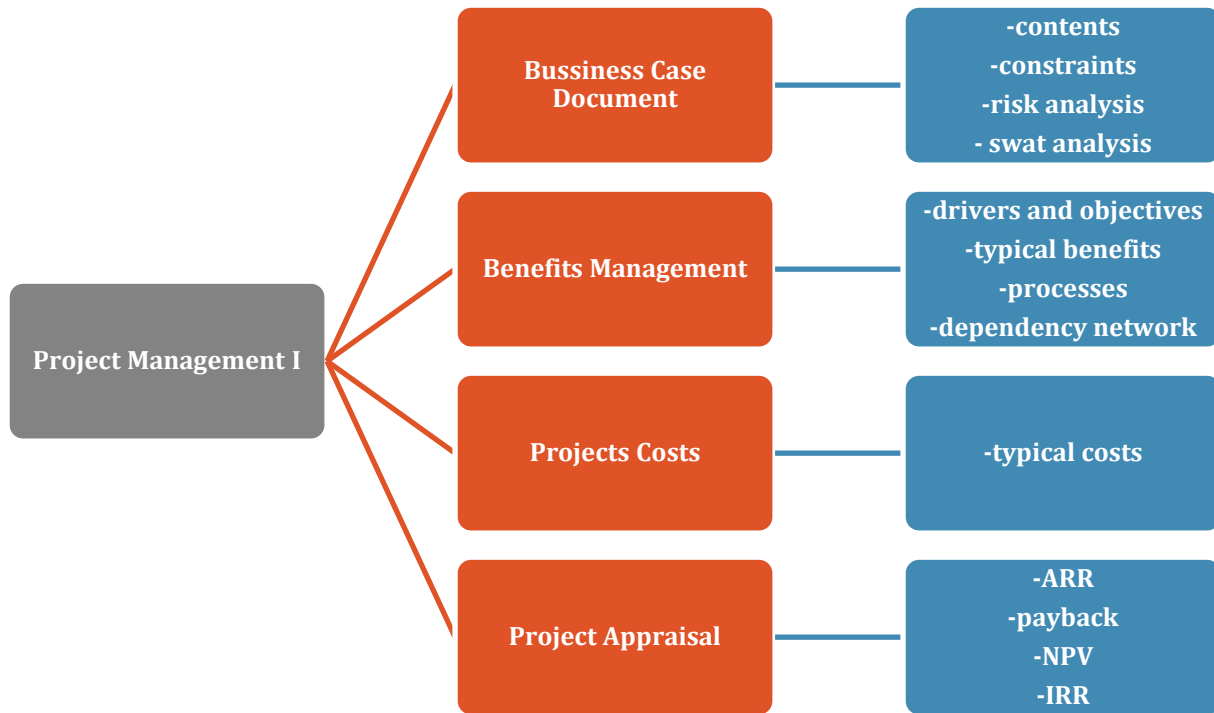 Project Management I
Bussiness Case
Document
-contents
-constraints
-risk analysis
- swat analysis
Benefits Management
-drivers and objectives
-typical benefits
-processes
-dependency network
Projects Costs
-typical costs
Project Appraisal
-ARR
-payback
-NPV
-IRR